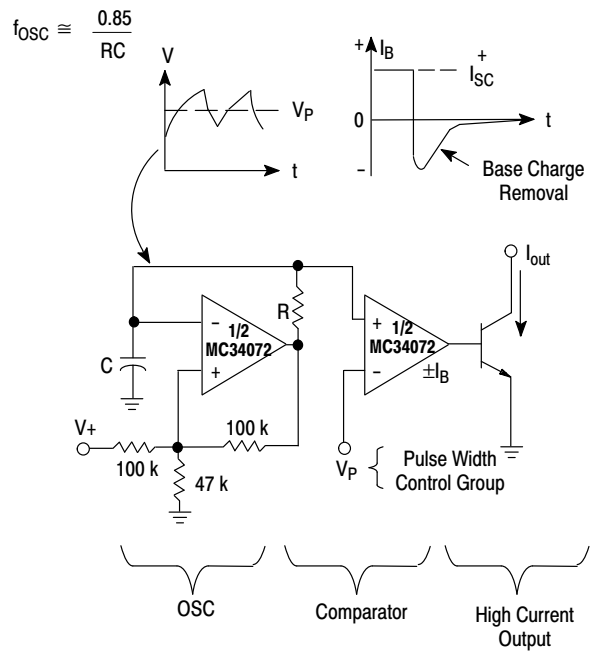 fOSC ≅ 0.85 / RC
V
VP
t
+ IB
+
ISC
0
t
−
Base Charge
Removal
Iout
R
−
1/2
MC34072
+
+
1/2
MC34072
−
±IB
C
V+
100 k
100 k
47 k
VP
Pulse Width
Control Group
OSC
Comparator
High Current
Output